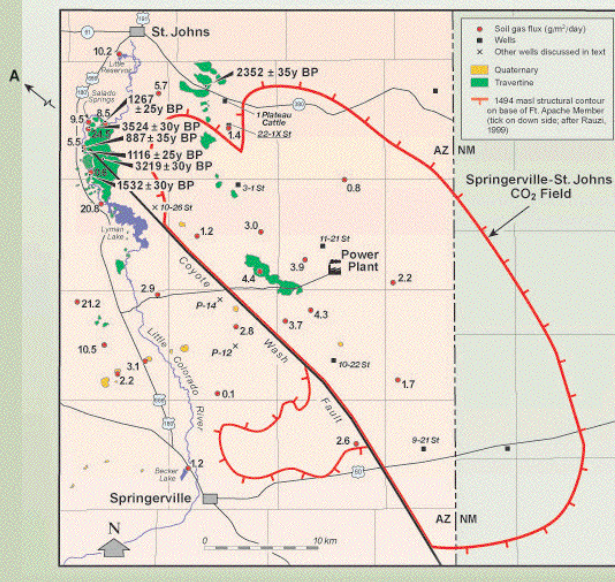 191
61
St. Johns
10.2
Little
Reservoir
666
180
Salado
Springs
5.7
2352 ± 35y BP
A
1267
± 25y BP
9.5
8.5
3524 ± 30y BP
5.5
887 ± 35y BP
1116 ± 25y BP
3219 ± 30y BP
1532 ± 30y BP
1 Plateau
Cattle
22-1X St
1.4
3-1 St
0.8
20.8
10-26 St
Lyman
Lake
1.2
3.0
11-21 St
Power
Plant
3.9
4.4
2.2
Coyote
Wash
Fault
2.9
P-14
4.3
3.7
21.2
2.8
10.5
P-12
3.1
2.2
10-22 St
1.7
0.1
Little
Colorado
River
2.6
9-21 St
1.2
Becker
Lake
60
Springerville
N
0
10 km
AZ
NM
AZ
NM
Springerville-St. Johns
CO₂ Field
Soil gas flux (g/m²/day)
Wells
Other wells discussed in text
Quaternary
Travertine
1494 masl structural contour
on base of Ft. Apache Member
(tick on down side; after Rauzi,
1999)